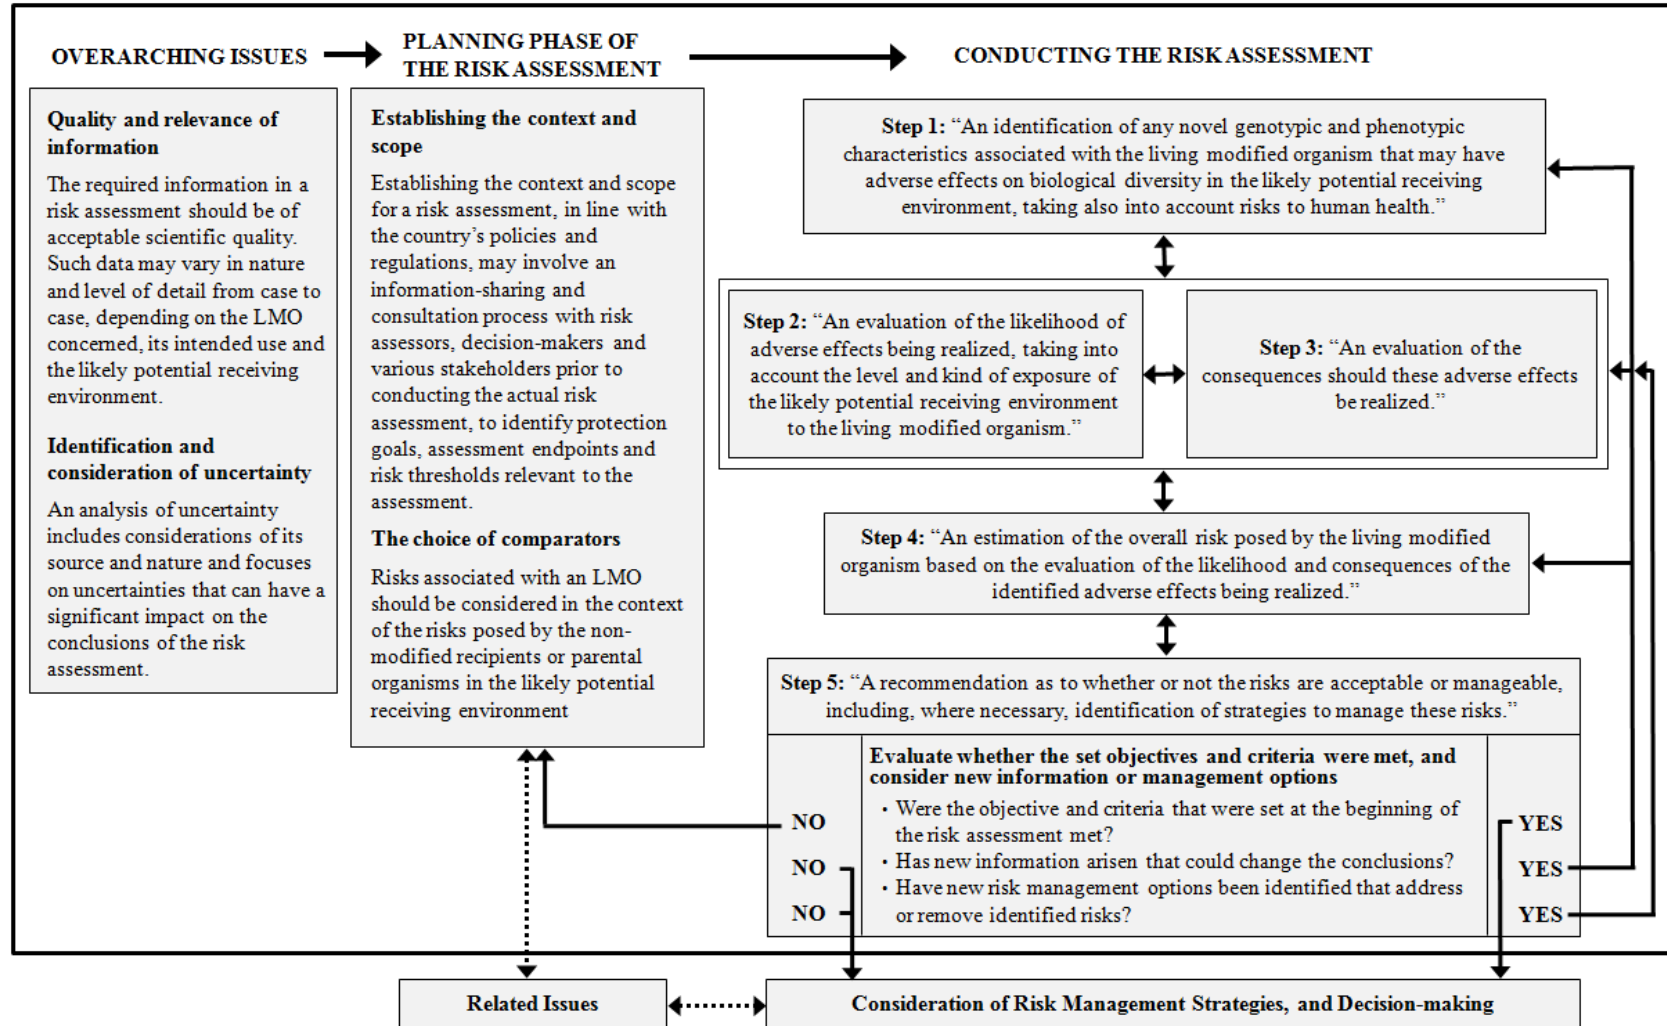 OVERARCHING ISSUES
PLANNING PHASE OF
THE RISK ASSESSMENT
CONDUCTING THE RISK ASSESSMENT
Quality and relevance of
information
The required information in a
risk assessment should be of
acceptable scientific quality.
Such data may vary in nature
and level of detail from case to
case, depending on the LMO
concerned, its intended use and
the likely potential receiving
environment.
Identification and
consideration of uncertainty
An analysis of uncertainty
includes considerations of its
source and nature and focuses
on uncertainties that can have a
significant impact on the
conclusions of the risk
assessment.
Establishing the context and
scope
Establishing the context and scope
for a risk assessment, in line with
the country’s policies and
regulations, may involve an
information-sharing and
consultation process with risk
assessors, decision-makers and
various stakeholders prior to
conducting the actual risk
assessment, to identify protection
goals, assessment endpoints and
risk thresholds relevant to the
assessment.
The choice of comparators
Risks associated with an LMO
should be considered in the context
of the risks posed by the non-
modified recipients or parental
organisms in the likely potential
receiving environment
Step 1: “An identification of any novel genotypic and phenotypic
characteristics associated with the living modified organism that may have
adverse effects on biological diversity in the likely potential receiving
environment, taking also into account risks to human health.”
Step 2: “An evaluation of the likelihood of
adverse effects being realized, taking into
account the level and kind of exposure of
the likely potential receiving environment
to the living modified organism.”
Step 3: “An evaluation of the
consequences should these adverse effects
be realized.”
Step 4: “An estimation of the overall risk posed by the living modified
organism based on the evaluation of the likelihood and consequences of the
identified adverse effects being realized.”
Step 5: “A recommendation as to whether or not the risks are acceptable or manageable,
including, where necessary, identification of strategies to manage these risks.”
Evaluate whether the set objectives and criteria were met, and
consider new information or management options
• Were the objective and criteria that were set at the beginning of
the risk assessment met?
• Has new information arisen that could change the conclusions?
• Have new risk management options been identified that address
or remove identified risks?
NO
NO
NO
YES
YES
YES
Related Issues
Consideration of Risk Management Strategies, and Decision-making